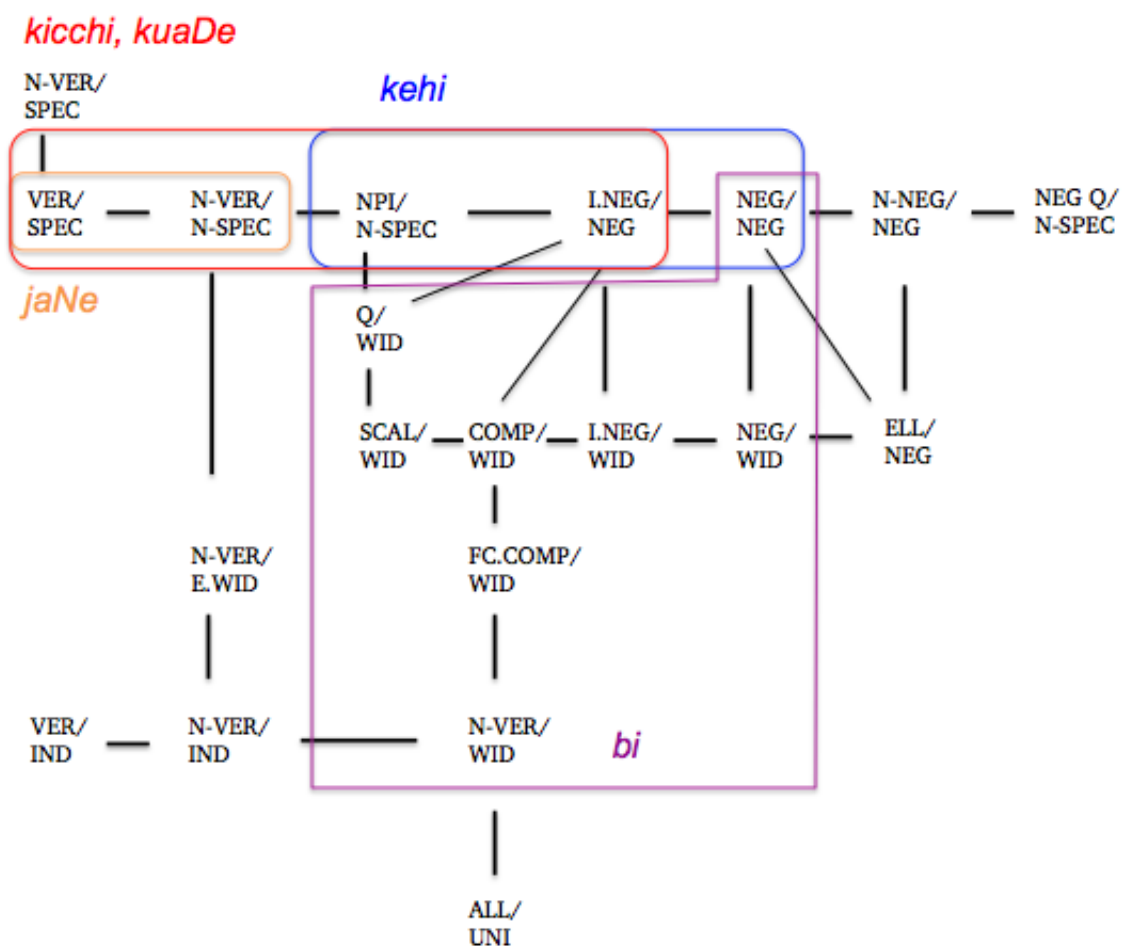 kicchi, kuaDe
N-VER/
SPEC
kehi
VER/
SPEC
N-VER/
N-SPEC
NPI/
N-SPEC
I.NEG/
NEG
NEG/
NEG
N-NEG/
NEG
NEG Q/
N-SPEC
jaNe
Q/
WID
SCAL/
WID
COMP/
WID
I.NEG/
WID
NEG/
WID
ELL/
NEG
N-VER/
E.WID
FC.COMP/
WID
VER/
IND
N-VER/
IND
N-VER/
WID
bi
ALL/
UNI